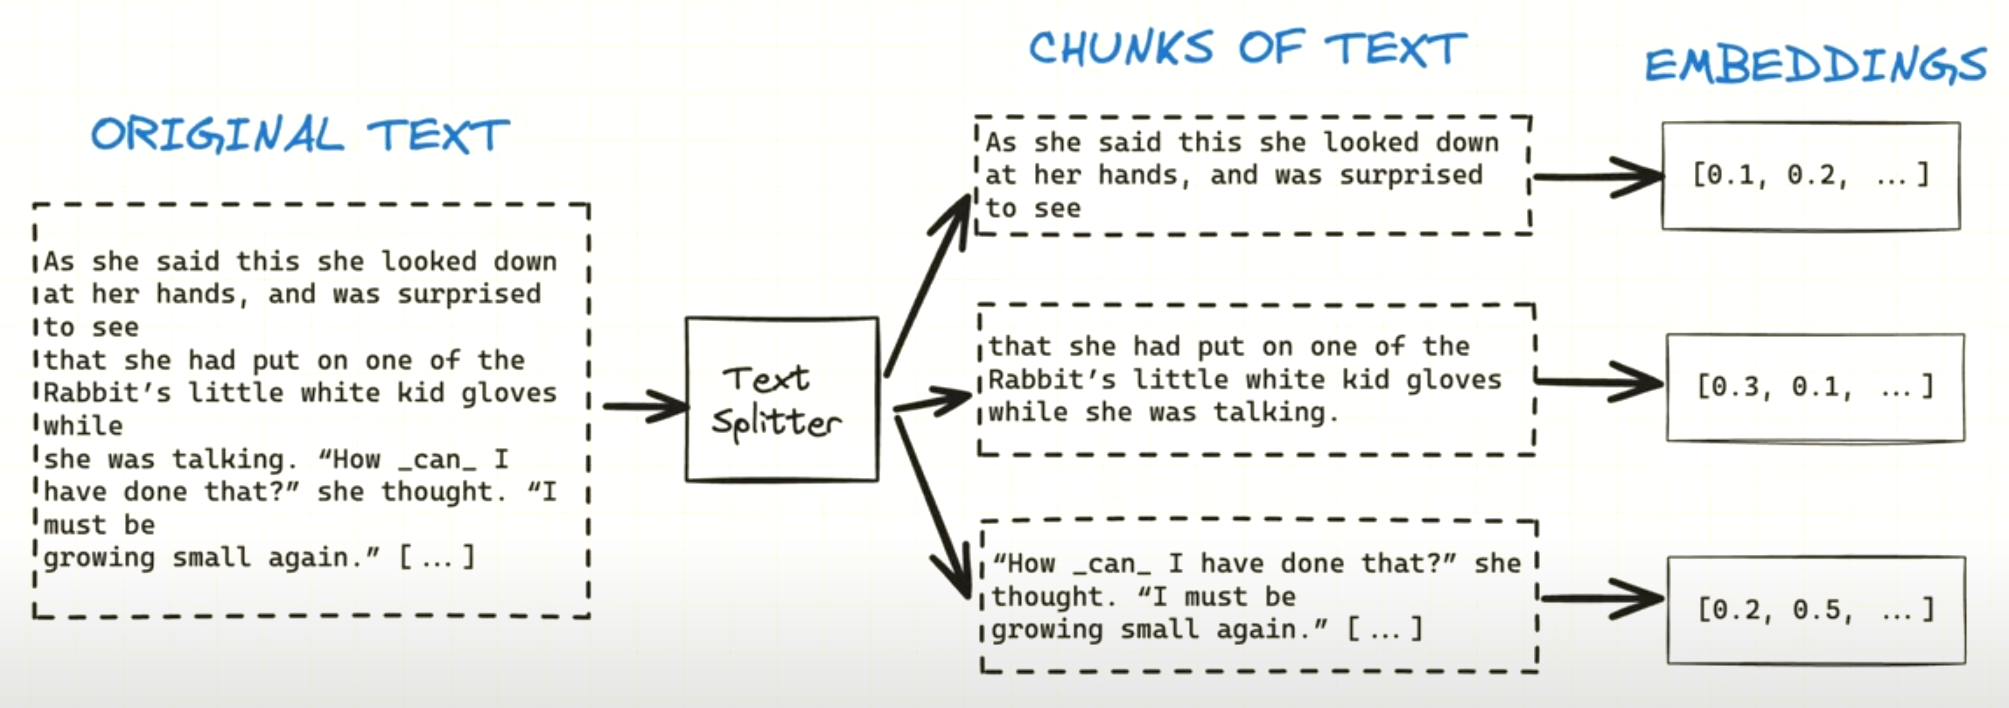 ORIGINAL TEXT
As she said this she looked down
at her hands, and was surprised
to see
that she had put on one of the
Rabbit’s little white kid gloves
while
she was talking. “How _can_ I
have done that?” she thought. “I
must be
growing small again.” [...]
Text
Splitter
CHUNKS OF TEXT
As she said this she looked down
at her hands, and was surprised
to see
that she had put on one of the
Rabbit’s little white kid gloves
while she was talking.
“How _can_ I have done that?” she
thought. “I must be
growing small again.” [...]
EMBEDDINGS
[0.1, 0.2, ...]
[0.3, 0.1, ...]
[0.2, 0.5, ...]